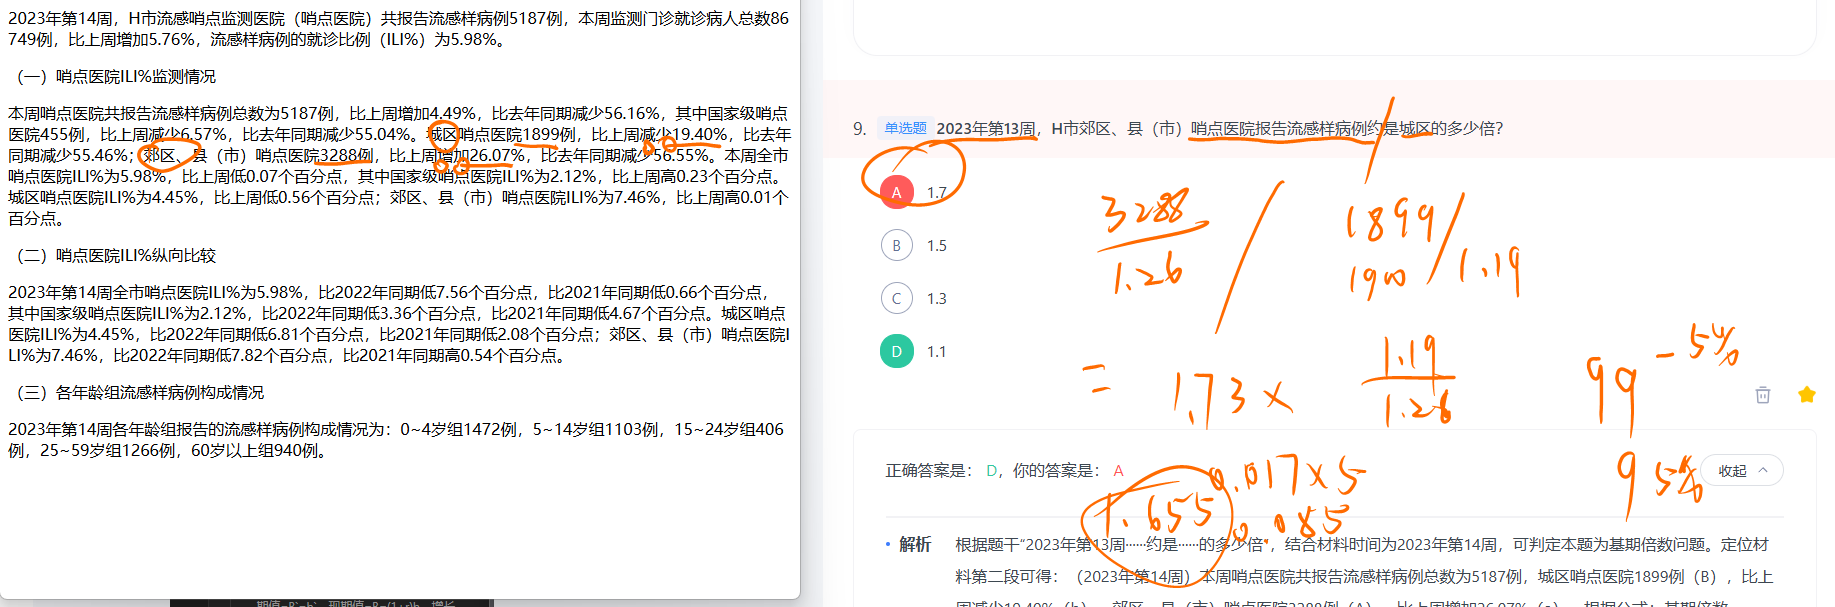 2023年第14周，H市流感哨点监测医院（哨点医院）共报告流感样病例5187例，本周监测门诊就诊病人总数86
749例，比上周增加5.76%，流感样病例的就诊比例（ILI%）为5.98%。
（一）哨点医院ILI%监测情况
本周哨点医院共报告流感样病例总数为5187例，比上周增加4.49%，比去年同期减少56.16%，其中国家级哨点
医院455例，比上周减少6.57%，比去年同期减少55.04%。城区哨点医院1899例，比上周减少19.40%，比去年
同期减少55.46%；郊区、县（市）哨点医院3288例，比上周增加26.07%，比去年同期减少56.55%。本周全市
哨点医院ILI%为5.98%，比上周低0.07个百分点，其中国家级哨点医院ILI%为2.12%，比上周高0.23个百分点。
城区哨点医院ILI%为4.45%，比上周低0.56个百分点；郊区、县（市）哨点医院ILI%为7.46%，比上周高0.01个
百分点。
（二）哨点医院ILI%纵向比较
2023年第14周全市哨点医院ILI%为5.98%，比2022年同期低7.56个百分点，比2021年同期低0.66个百分点，
其中国家级哨点医院ILI%为2.12%，比2022年同期低3.36个百分点，比2021年同期低4.67个百分点。城区哨点
医院ILI%为4.45%，比2022年同期低6.81个百分点，比2021年同期低2.08个百分点；郊区、县（市）哨点医院I
LI%为7.46%，比2022年同期低7.82个百分点，比2021年同期高0.54个百分点。
（三）各年龄组流感样病例构成情况
2023年第14周各年龄组报告的流感样病例构成情况为：0~4岁组1472例，5~14岁组1103例，15~24岁组406
例，25~59岁组1266例，60岁以上组940例。
9. 单选题 2023年第13周，H市郊区、县（市）哨点医院报告流感样病例约是城区的多少倍？
A 1.7
B 1.5
C 1.3
D 1.1
3288
1.26
1899
1900 / 1.19
= 1.73 ×
1.19
1.26
99
-5%
95%
0.017×5
0.085
1.655
正确答案是： D，你的答案是： A
收起
• 解析 根据题干“2023年第13周……约是……的多少倍”，结合材料时间为2023年第14周，可判定本题为基期倍数问题。定位材
料第二段可得：（2023年第14周）本周哨点医院共报告流感样病例总数为5187例，城区哨点医院1899例（B），比上